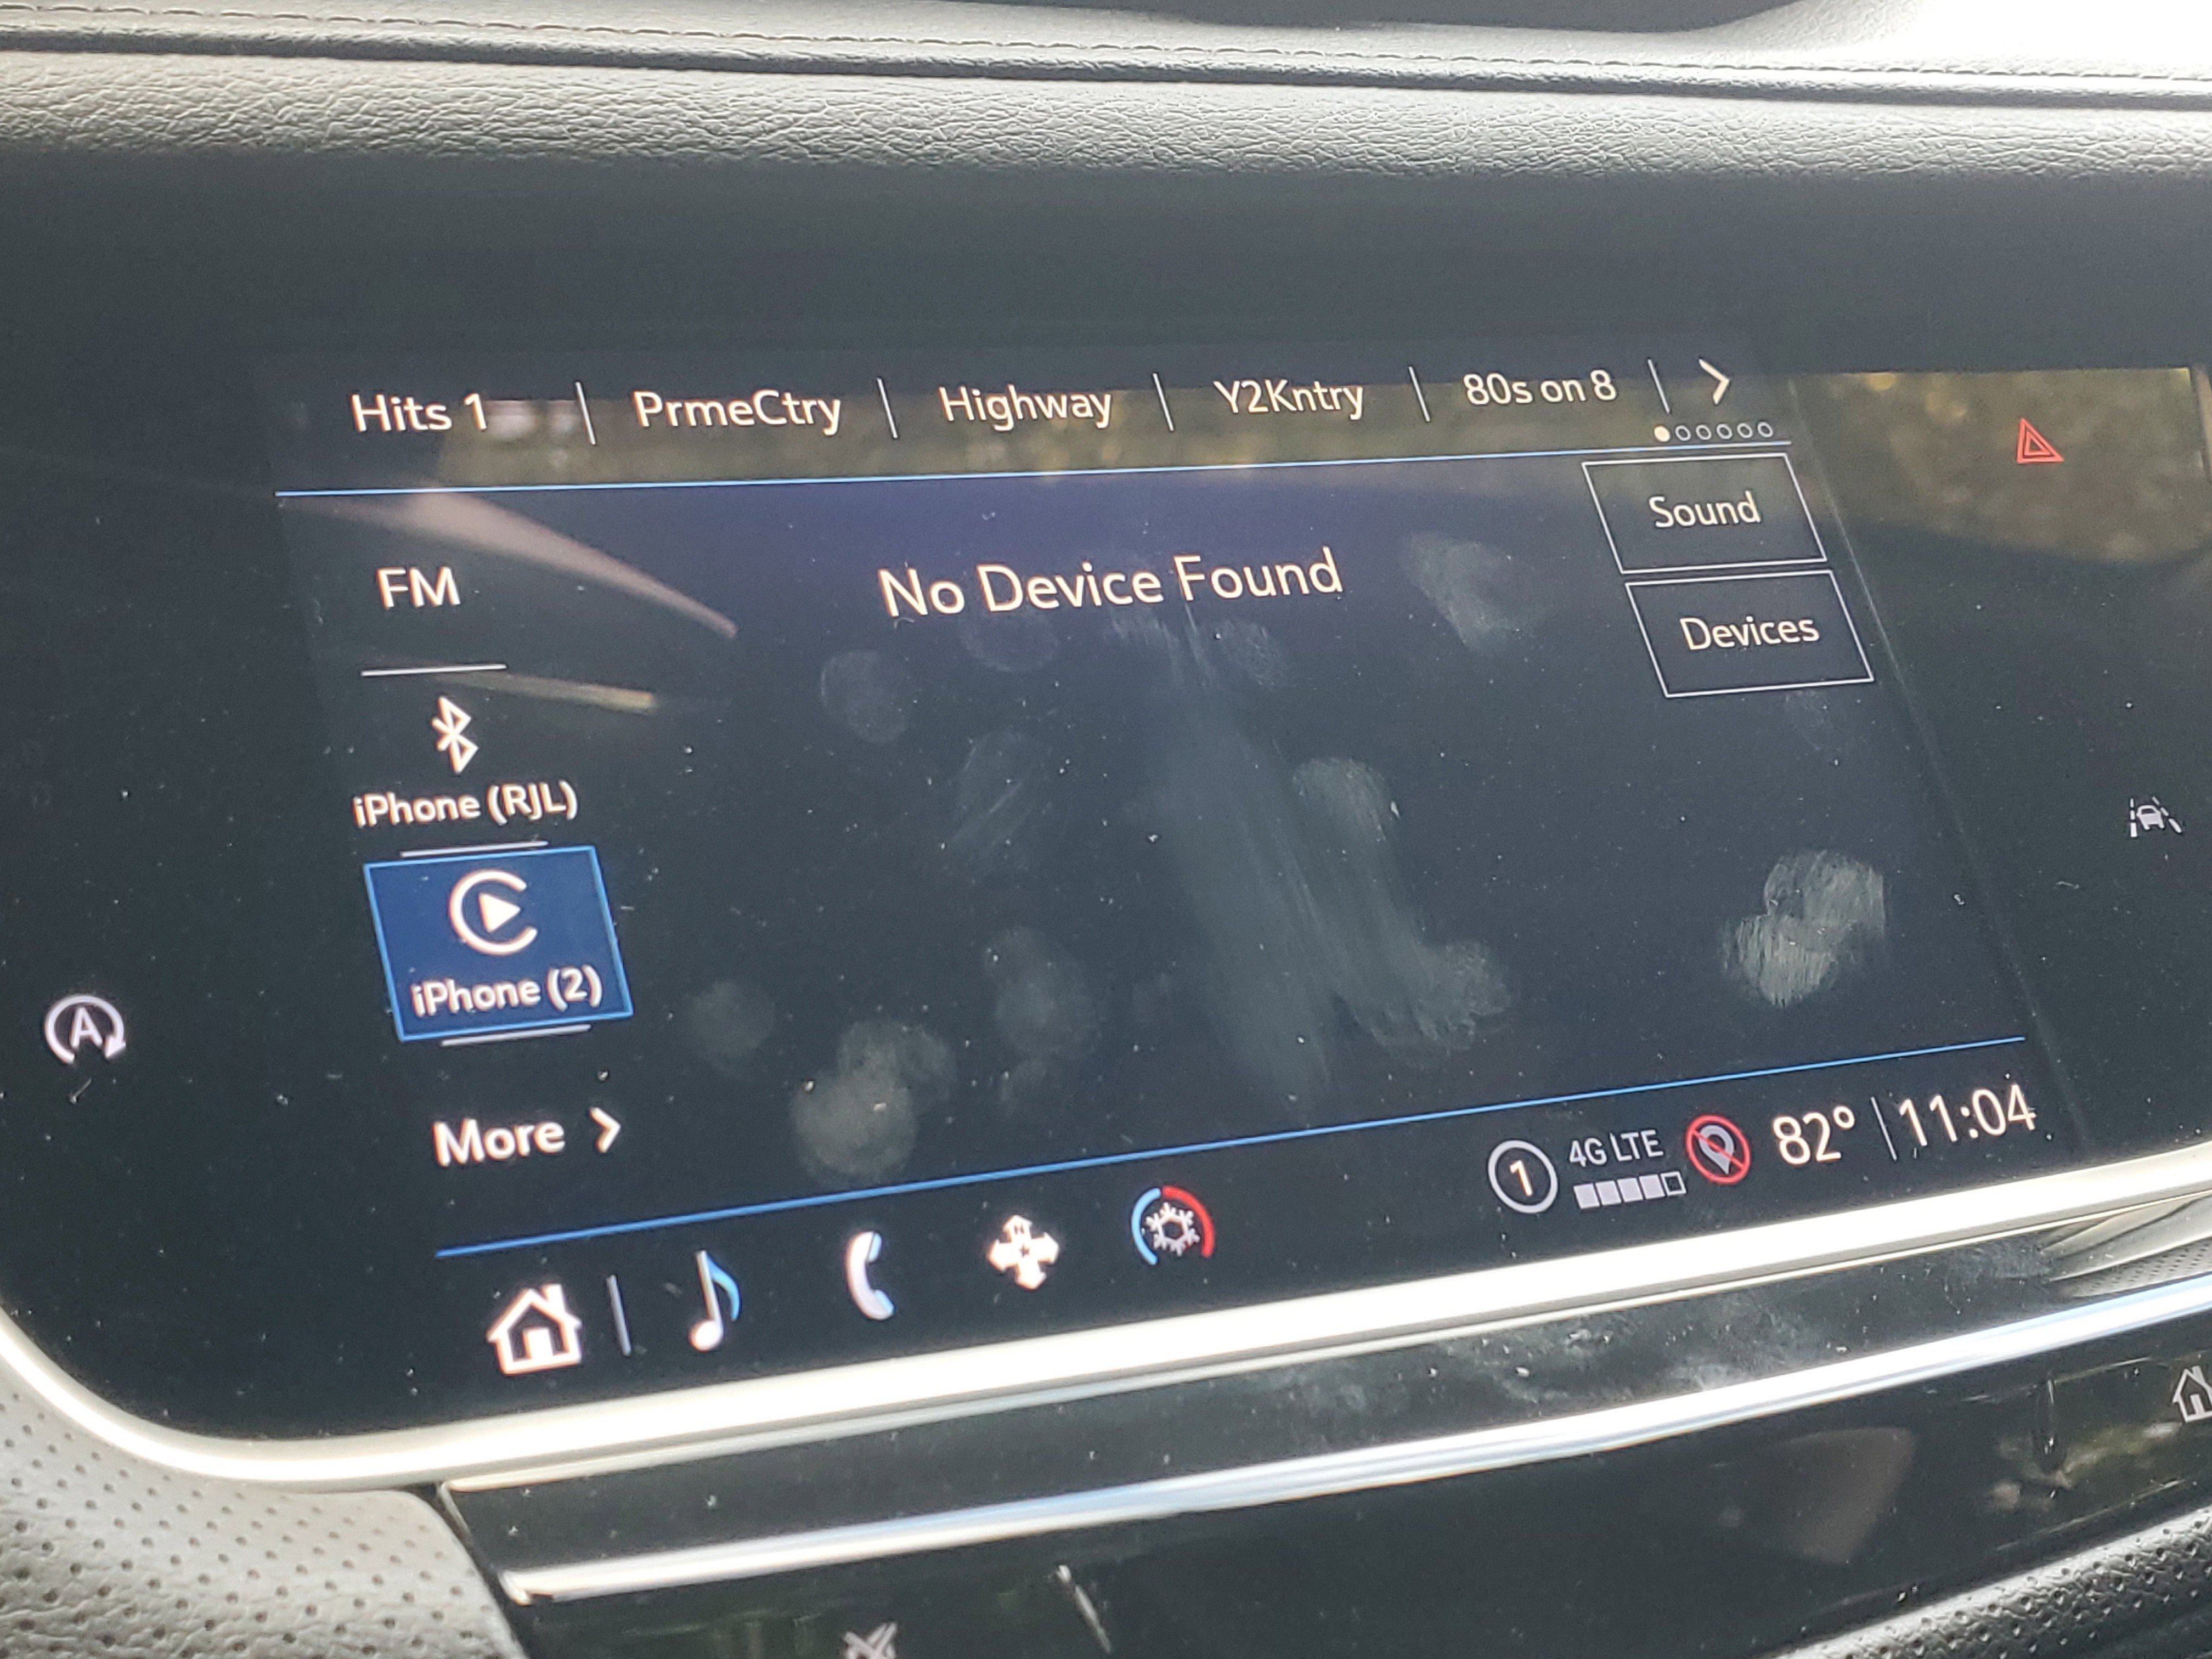 Hits 1 PrmeCtry Highway Y2Kntry 80s on 8
Sound
FM
No Device Found
Devices
iPhone (RJL)
iPhone (2)
A
More
1 4G LTE 82° 11:04
N